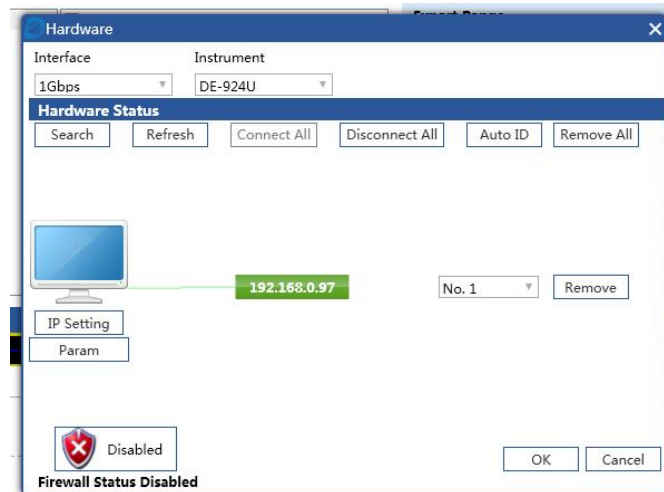 Hardware
Interface Instrument
1Gbps DE-924U
Hardware Status
Search Refresh Connect All Disconnect All Auto ID Remove All
192.168.0.97 No. 1 Remove
IP Setting
Param
Disabled
OK Cancel
Firewall Status Disabled